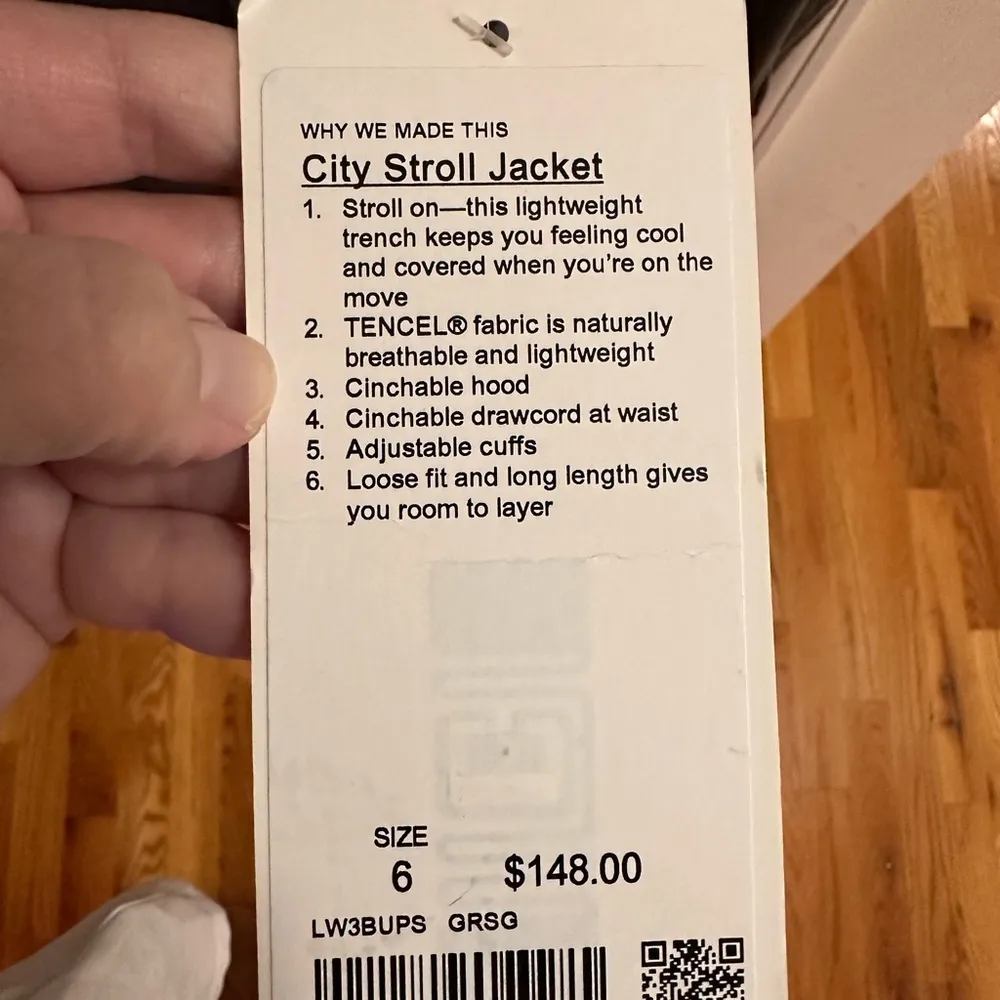 WHY WE MADE THIS
City Stroll Jacket
1. Stroll on—this lightweight
trench keeps you feeling cool
and covered when you're on the
move
2. TENCEL® fabric is naturally
breathable and lightweight
3. Cinchable hood
4. Cinchable drawcord at waist
5. Adjustable cuffs
6. Loose fit and long length gives
you room to layer
SIZE
6 $148.00
LW3BUPS GRSG